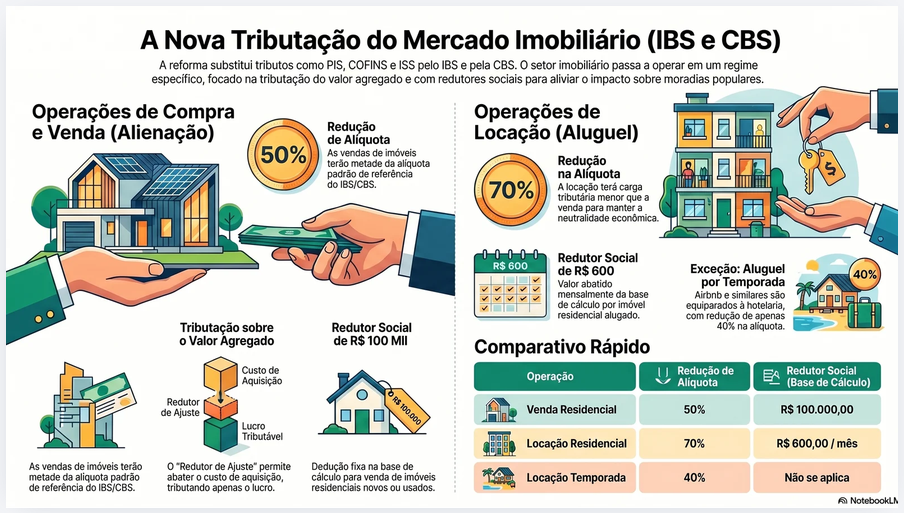 A Nova Tributação do Mercado Imobiliário (IBS e CBS)
A reforma substitui tributos como PIS, COFINS e ISS pelo IBS e pela CBS. O setor imobiliário passa a operar em um regime
específico, focado na tributação do valor agregado e com redutores sociais para aliviar o impacto sobre moradias populares.
Operações de Compra
e Venda (Alienação)
50%
Redução
de Alíquota
As vendas de imóveis
terão metade da alíquota
padrão de referência
do IBS/CBS.
Tributação sobre
o Valor Agregado
Custo de
Aquisição
Redutor
de Ajuste
Lucro
Tributável
Redutor Social
de R$ 100 MIl
R$ 100.000
As vendas de imóveis terão
metade da alíquota padrão
de referência do IBS/CBS.
O "Redutor de Ajuste" permite
abater o custo de aquisição,
tributando apenas o lucro.
Dedução fixa na base de
cálculo para venda de imóveis
residenciais novos ou usados.
Operações de
Locação (Aluguel)
70%
Redução
na Alíquota
A locação terá carga
tributária menor que a
venda para manter a
neutralidade econômica.
$
R$ 600
Redutor Social
de R$ 600
Valor abatido
mensalmente da base
de cálculo por imóvel
residencial alugado.
Exceção: Aluguel
por Temporada
Airbnb e similares são
equiparados à hotelaria,
com redução de apenas
40% na alíquota.
40%
Comparativo Rápido
Operação
Redução de
Alíquota
Redutor Social
(Base de Cálculo)
Venda Residencial
50%
R$ 100.000,00
Locação Residencial
70%
R$ 600,00 / mês
Locação Temporada
40%
Não se aplica
NotebookLM